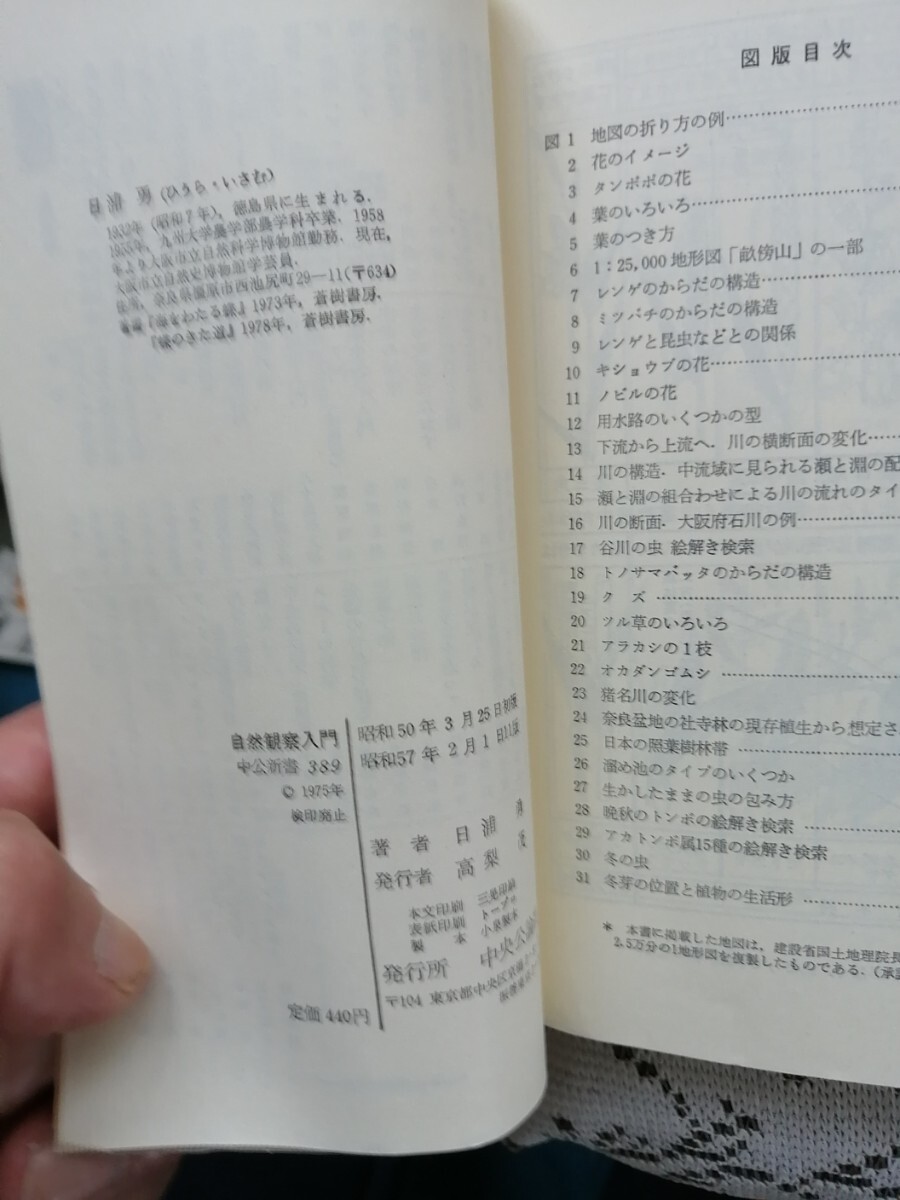 日浦 勇(ひうら・いさむ)
1932年(昭和7年),徳島県に生まれる.
1955年,九州大学農学部農学科卒業.1958
年より大阪市立自然科学博物館勤務.現在,
大阪市立自然史博物館学芸員.
住所,奈良県橿原市西池尻町29―11(〒634)
著書『海をわたる蝶』1973年,蒼樹書房.
『蝶のきた道』1978年,蒼樹書房.
自然観察入門
中公新書 389
© 1975年
検印廃止
昭和50年3月25日初版
昭和57年2月1日11版
著者 日浦 勇
発行者 高梨 茂
本文印刷 三晃印刷
表紙印刷 トープロ
製本 小泉製本
発行所 中央公論
〒104 東京都中央区京橋
定価 440円
図版目次
図 1 地図の折り方の例
2 花のイメージ
3 タンポポの花
4 葉のいろいろ
5 葉のつき方
6 1:25,000 地形図「畝傍山」の一部
7 レンゲのからだの構造
8 ミツバチのからだの構造
9 レンゲと昆虫などとの関係
10 キショウブの花
11 ノビルの花
12 用水路のいくつかの型
13 下流から上流へ.川の横断面の変化
14 川の構造.中流域に見られる瀬と淵の配
15 瀬と淵の組合わせによる川の流れのタイ
16 川の断面.大阪府石川の例
17 谷川の虫 絵解き検索
18 トノサマバッタのからだの構造
19 クズ
20 ツル草のいろいろ
21 アラカシの1枝
22 オカダンゴムシ
23 猪名川の変化
24 奈良盆地の社寺林の現存植生から想定さ
25 日本の照葉樹林帯
26 溜め池のタイプのいくつか
27 生かしたままの虫の包み方
28 晩秋のトンボの絵解き検索
29 アカトンボ属15種の絵解き検索
30 冬の虫
31 冬芽の位置と植物の生活形
* 本書に掲載した地図は,建設省国土地理院長
2.5万分の1地形図を複製したものである.(承認